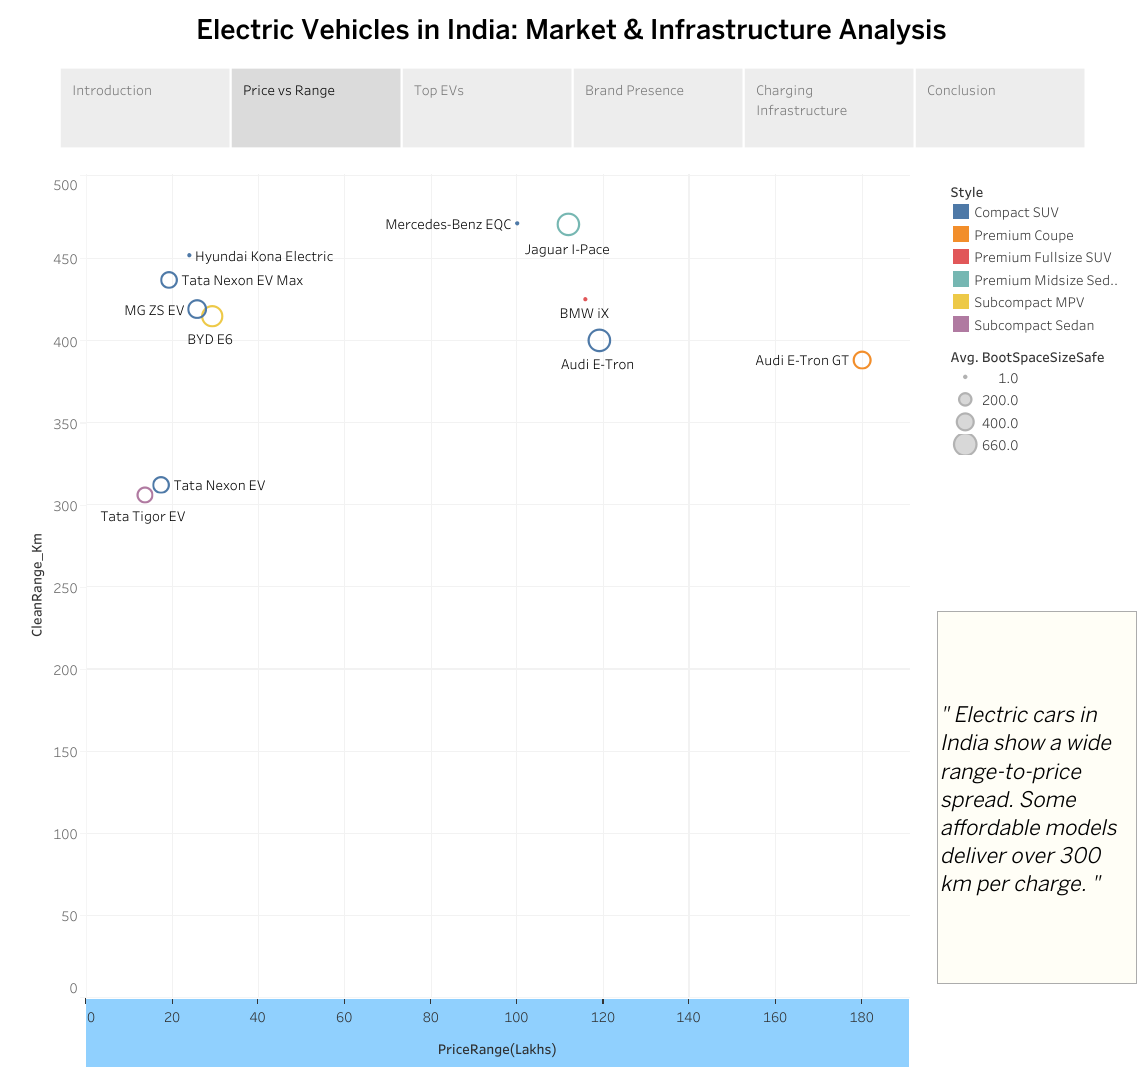 Electric Vehicles in India: Market & Infrastructure Analysis
Introduction
Price vs Range
Top EVs
Brand Presence
Charging
Infrastructure
Conclusion
500
450
400
350
300
250
200
150
100
50
0
CleanRange_Km
Mercedes-Benz EQC
Jaguar I-Pace
Hyundai Kona Electric
Tata Nexon EV Max
MG ZS EV
BYD E6
BMW iX
Audi E-Tron
Audi E-Tron GT
Tata Nexon EV
Tata Tigor EV
0
20
40
60
80
100
120
140
160
180
PriceRange(Lakhs)
Style
Compact SUV
Premium Coupe
Premium Fullsize SUV
Premium Midsize Sed..
Subcompact MPV
Subcompact Sedan
Avg. BootSpaceSizeSafe
1.0
200.0
400.0
660.0
" Electric cars in
India show a wide
range-to-price
spread. Some
affordable models
deliver over 300
km per charge. "